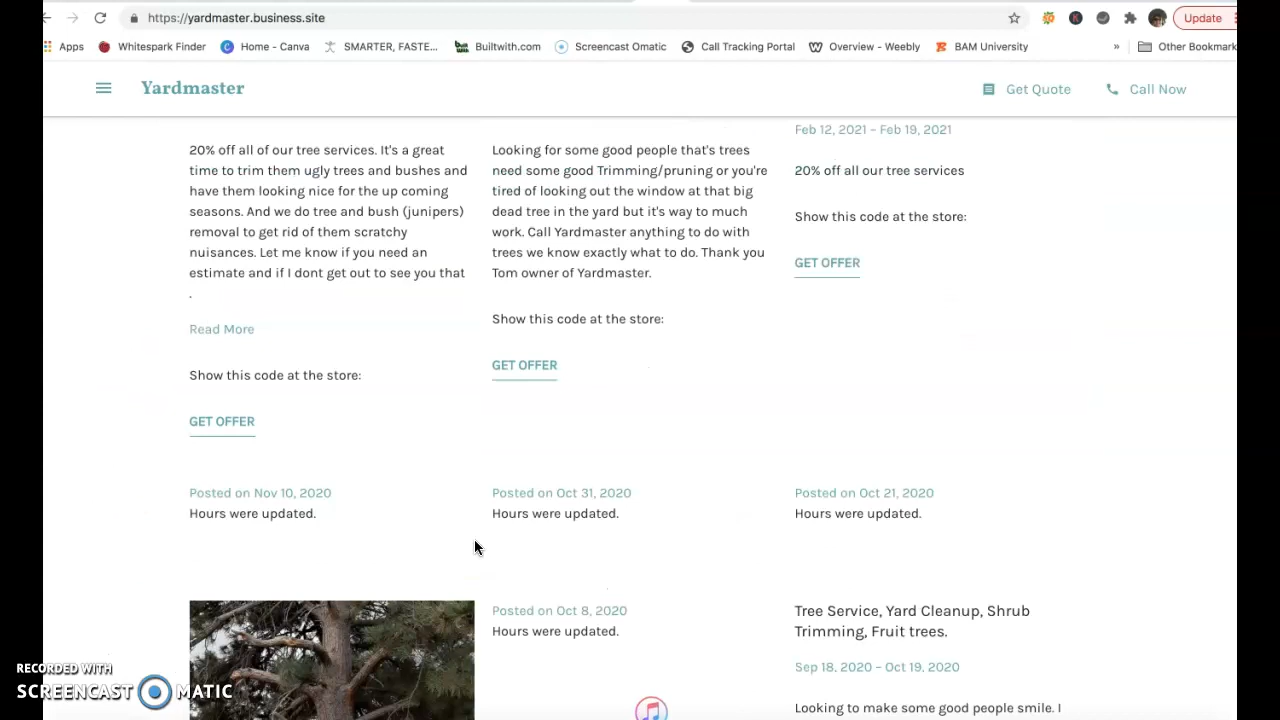 https://yardmaster.business.site
Update
Apps
Whitespark Finder
Home - Canva
SMARTER, FASTE...
Builtwith.com
Screencast Omatic
Call Tracking Portal
Overview - Weebly
BAM University
»
Other Bookmark
Yardmaster
Get Quote
Call Now
20% off all of our tree services. It's a great
time to trim them ugly trees and bushes and
have them looking nice for the up coming
seasons. And we do tree and bush (junipers)
removal to get rid of them scratchy
nuisances. Let me know if you need an
estimate and if I dont get out to see you that
.
Read More
Show this code at the store:
GET OFFER
Looking for some good people that's trees
need some good Trimming/pruning or you're
tired of looking out the window at that big
dead tree in the yard but it's way to much
work. Call Yardmaster anything to do with
trees we know exactly what to do. Thank you
Tom owner of Yardmaster.
Show this code at the store:
GET OFFER
Feb 12, 2021 – Feb 19, 2021
20% off all our tree services
Show this code at the store:
GET OFFER
Posted on Nov 10, 2020
Hours were updated.
Posted on Oct 31, 2020
Hours were updated.
Posted on Oct 21, 2020
Hours were updated.
Posted on Oct 8, 2020
Hours were updated.
Tree Service, Yard Cleanup, Shrub
Trimming, Fruit trees.
Sep 18, 2020 – Oct 19, 2020
Looking to make some good people smile. I
RECORDED WITH
SCREENCAST MATIC